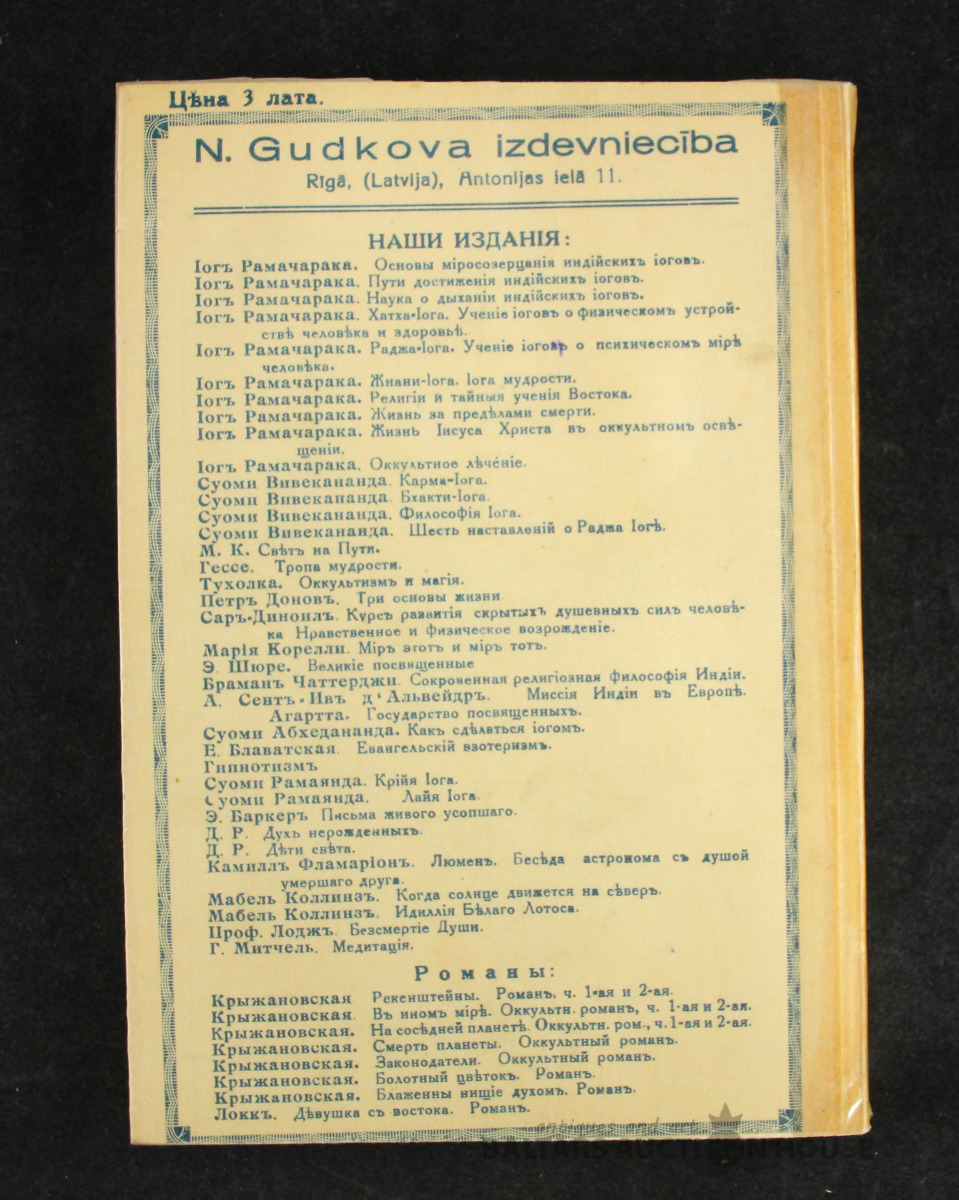 Цѣна 3 лата.
N. Gudkova izdevniecība
Rīgā, (Latvija), Antonijas ielā 11.
НАШИ ИЗДАНІЯ:
Іогъ Рамачарака. Основы міросозерцанія индійскихъ іоговъ.
Іогъ Рамачарака. Пути достиженія индійскихъ іоговъ.
Іогъ Рамачарака. Наука о дыханіи индійскихъ іоговъ.
Іогъ Рамачарака. Хатха-Іога. Ученіе іоговъ о физическомъ устрой-
ствѣ человѣка и здоровьѣ.
Іогъ Рамачарака. Раджа-Іога. Ученіе іоговъ о психическомъ мірѣ
человѣка.
Іогъ Рамачарака. Жнани-Іога. Іога мудрости.
Іогъ Рамачарака. Религіи и тайныя ученія Востока.
Іогъ Рамачарака. Жизнь за предѣлами смерти.
Іогъ Рамачарака. Жизнь Іисуса Христа въ оккультномъ освѣ-
щеніи.
Іогъ Рамачарака. Оккультное лѣченіе.
Суоми Вивекананда. Карма-Іога.
Суоми Вивекананда. Бхакти-Іога.
Суоми Вивекананда. Философія Іога.
Суоми Вивекананда. Шесть наставленій о Раджа Іогѣ.
М. К. Свѣтъ на Пути.
Гессе. Тропа мудрости.
Тухолка. Оккультизмъ и магія.
Петръ Доновъ. Три основы жизни
Саръ-Диноилъ. Курсъ развитія скрытыхъ душевныхъ силъ человѣ-
ка Нравственное и физическое возрожденіе.
Марія Корелли. Міръ этотъ и міръ тотъ.
Э. Шюре. Великіе посвященные
Браманъ Чаттерджи. Сокровенная религіозная философія Индіи.
А. Сентъ-Ивъ д'Альвейдръ. Миссія Индіи въ Европѣ.
Агартта. Государство посвященныхъ.
Суоми Абхедананда. Какъ сдѣлаться іогомъ.
Е. Блаватская. Евангельскій эзотеризмъ.
Гипнотизмъ
Суоми Рамаянда. Крійя Іога.
Суоми Рамаянда. Лайя Іога.
Э. Баркеръ Письма живого усопшаго.
Д. Р. Духъ нерожденныхъ.
Д. Р. Дѣти свѣта.
Камиллъ Фламаріонъ. Люменъ. Бесѣда астронома съ душой
умершаго друга.
Мабель Коллинзъ. Когда солнце движется на сѣверъ.
Мабель Коллинзъ. Идиллія Бѣлаго Лотоса.
Проф. Лоджъ. Безсмертіе Души.
Г. Митчель. Медитація.
Романы:
Крыжановская Рекенштейны. Романъ, ч. 1-ая и 2-ая.
Крыжановская. Въ иномъ мірѣ. Оккультн. романъ, ч. 1-ая и 2-ая.
Крыжановская. На сосѣдней планетѣ. Оккультн. ром., ч. 1-ая и 2-ая.
Крыжановская. Смерть планеты. Оккультный романъ.
Крыжановская. Законодатели. Оккультный романъ.
Крыжановская. Болотный цвѣтокъ. Романъ.
Крыжановская. Блаженны нищіе духомъ. Романъ.
Локкъ. Дѣвушка съ востока. Романъ.
antiques and art
BALTARS AUCTION HOUSE